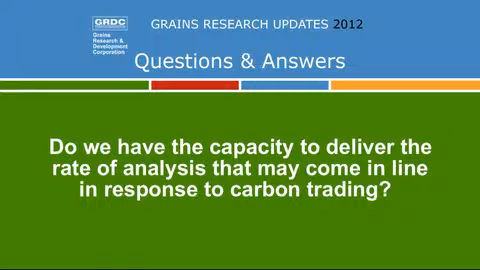 GRDC
Grains
Research &
Development
Corporation
GRAINS RESEARCH UPDATES 2012
Questions & Answers
Do we have the capacity to deliver the
rate of analysis that may come in line
in response to carbon trading?